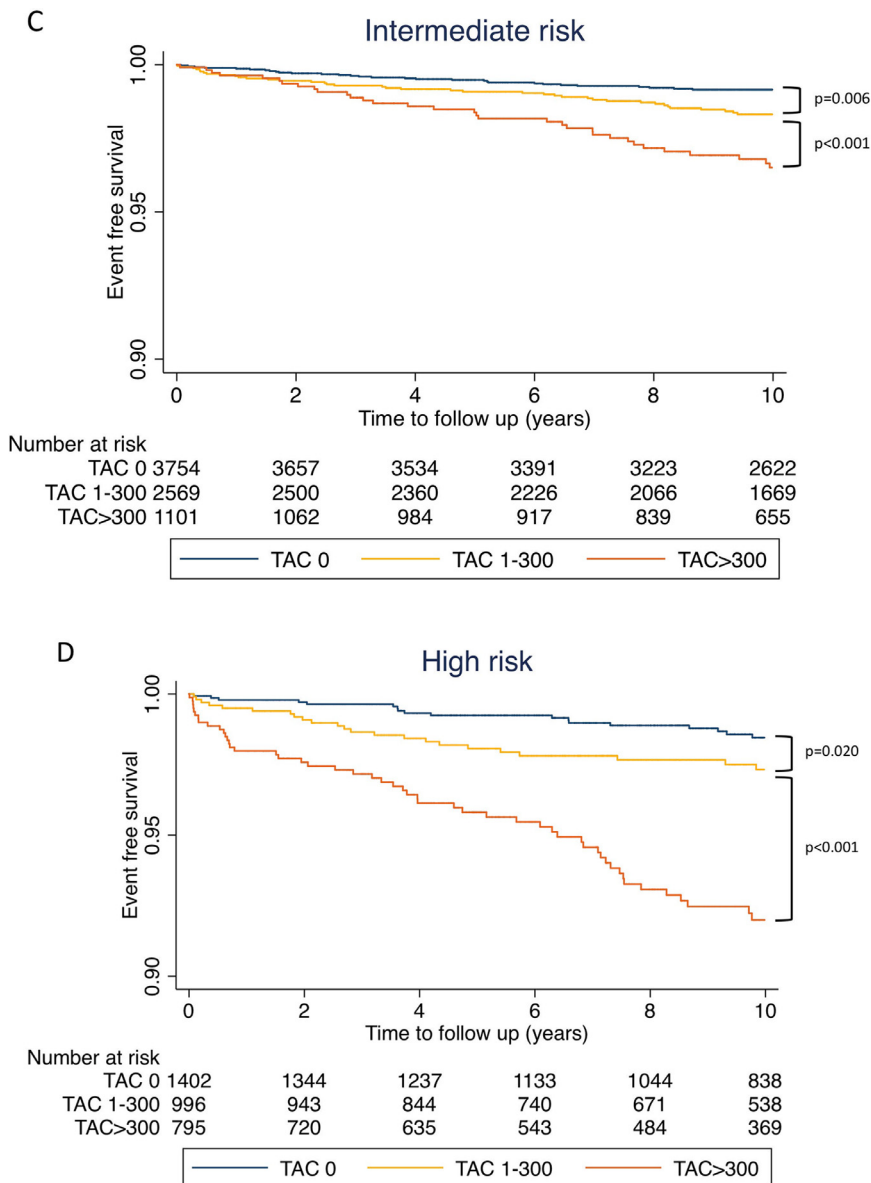 C
Intermediate risk
1.00
0.95
0.90
Event free survival
p=0.006
p<0.001
0 2 4 6 8 10
Time to follow up (years)
Number at risk
TAC 0 3754 3657 3534 3391 3223 2622
TAC 1-300 2569 2500 2360 2226 2066 1669
TAC>300 1101 1062 984 917 839 655
TAC 0 TAC 1-300 TAC>300
D
High risk
1.00
0.95
0.90
Event free survival
p=0.020
p<0.001
0 2 4 6 8 10
Time to follow up (years)
Number at risk
TAC 0 1402 1344 1237 1133 1044 838
TAC 1-300 996 943 844 740 671 538
TAC>300 795 720 635 543 484 369
TAC 0 TAC 1-300 TAC>300